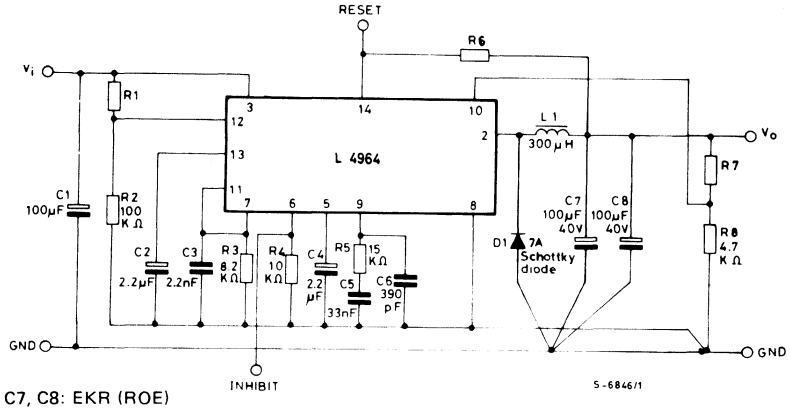 RESET
R6
Vi
R1
3
14
10
12
13
11
L 4964
2
L 1
300μH
Vo
R7
C1
100μF
R2
100
KΩ
7
6
5
9
8
C7
100μF
40V
C8
100μF
40V
R8
4.7
KΩ
D1
7A
Schottky
diode
C2
2.2μF
C3
2.2nF
R3
8.2
KΩ
R4
10
KΩ
C4
2.2
μF
R5
15
KΩ
C5
33nF
C6
390
pF
GND
GND
INHIBIT
S-6846/1
C7, C8: EKR (ROE)